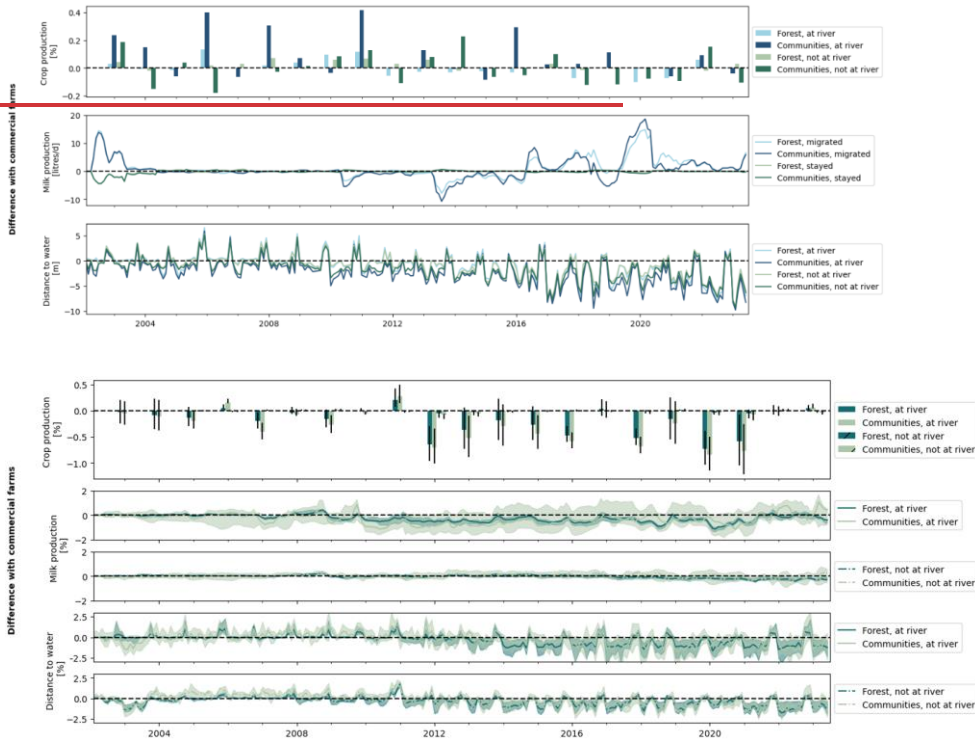 Difference with commercial farms
Crop production
[%]
0.4
0.2
0.0
−0.2
Forest, at river
Communities, at river
Forest, not at river
Communities, not at river
Milk production
[litres/d]
20
10
0
−10
Forest, migrated
Communities, migrated
Forest, stayed
Communities, stayed
Distance to water
[m]
5
0
−5
−10
Forest, at river
Communities, at river
Forest, not at river
Communities, not at river
2004 2008 2012 2016 2020
Difference with commercial farms
Crop production
[%]
0.5
0.0
−0.5
−1.0
Forest, at river
Communities, at river
Forest, not at river
Communities, not at river
Milk production
[%]
2
0
−2
Forest, at river
Communities, at river
2
0
−2
Forest, not at river
Communities, not at river
Distance to water
[%]
2.5
0.0
−2.5
Forest, at river
Communities, at river
2.5
0.0
−2.5
Forest, not at river
Communities, not at river
2004 2006 2008 2010 2012 2014 2016 2018 2020